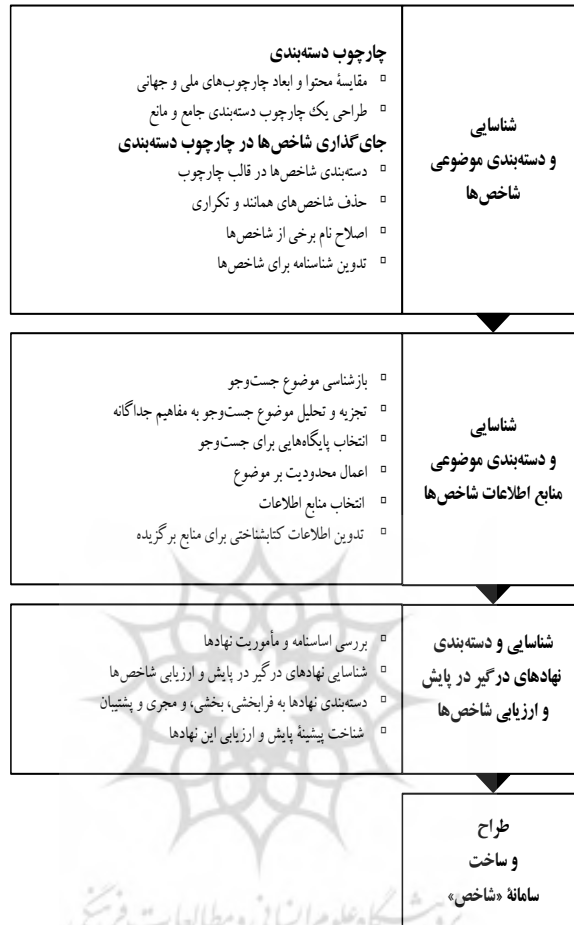 شناسایی
و دسته‌بندی موضوعی
شاخص‌ها
چارچوب دسته‌بندی
▫ مقایسهٔ محتوا و ابعاد چارچوب‌های ملی و جهانی
▫ طراحی یک چارچوب دسته‌بندی جامع و مانع
جای‌گذاری شاخص‌ها در چارچوب دسته‌بندی
▫ دسته‌بندی شاخص‌ها در قالب چارچوب
▫ حذف شاخص‌های همانند و تکراری
▫ اصلاح نام برخی از شاخص‌ها
▫ تدوین شناسنامه برای شاخص‌ها
شناسایی
و دسته‌بندی موضوعی
منابع اطلاعات شاخص‌ها
▫ بازشناسی موضوع جست‌وجو
▫ تجزیه و تحلیل موضوع جست‌وجو به مفاهیم جداگانه
▫ انتخاب پایگاه‌هایی برای جست‌وجو
▫ اعمال محدودیت بر موضوع
▫ انتخاب منابع اطلاعات
▫ تدوین اطلاعات کتابشناختی برای منابع برگزیده
شناسایی و دسته‌بندی
نهادهای درگیر در پایش
و ارزیابی شاخص‌ها
▫ بررسی اساسنامه و مأموریت نهادها
▫ شناسایی نهادهای درگیر در پایش و ارزیابی شاخص‌ها
▫ دسته‌بندی نهادها به فرابخشی، بخشی، و مجری و پشتیبان
▫ شناخت پیشینهٔ پایش و ارزیابی این نهادها
طراح
و ساخت
سامانهٔ «شاخص»
پژوهشگاه علوم انسانی و مطالعات فرهنگی